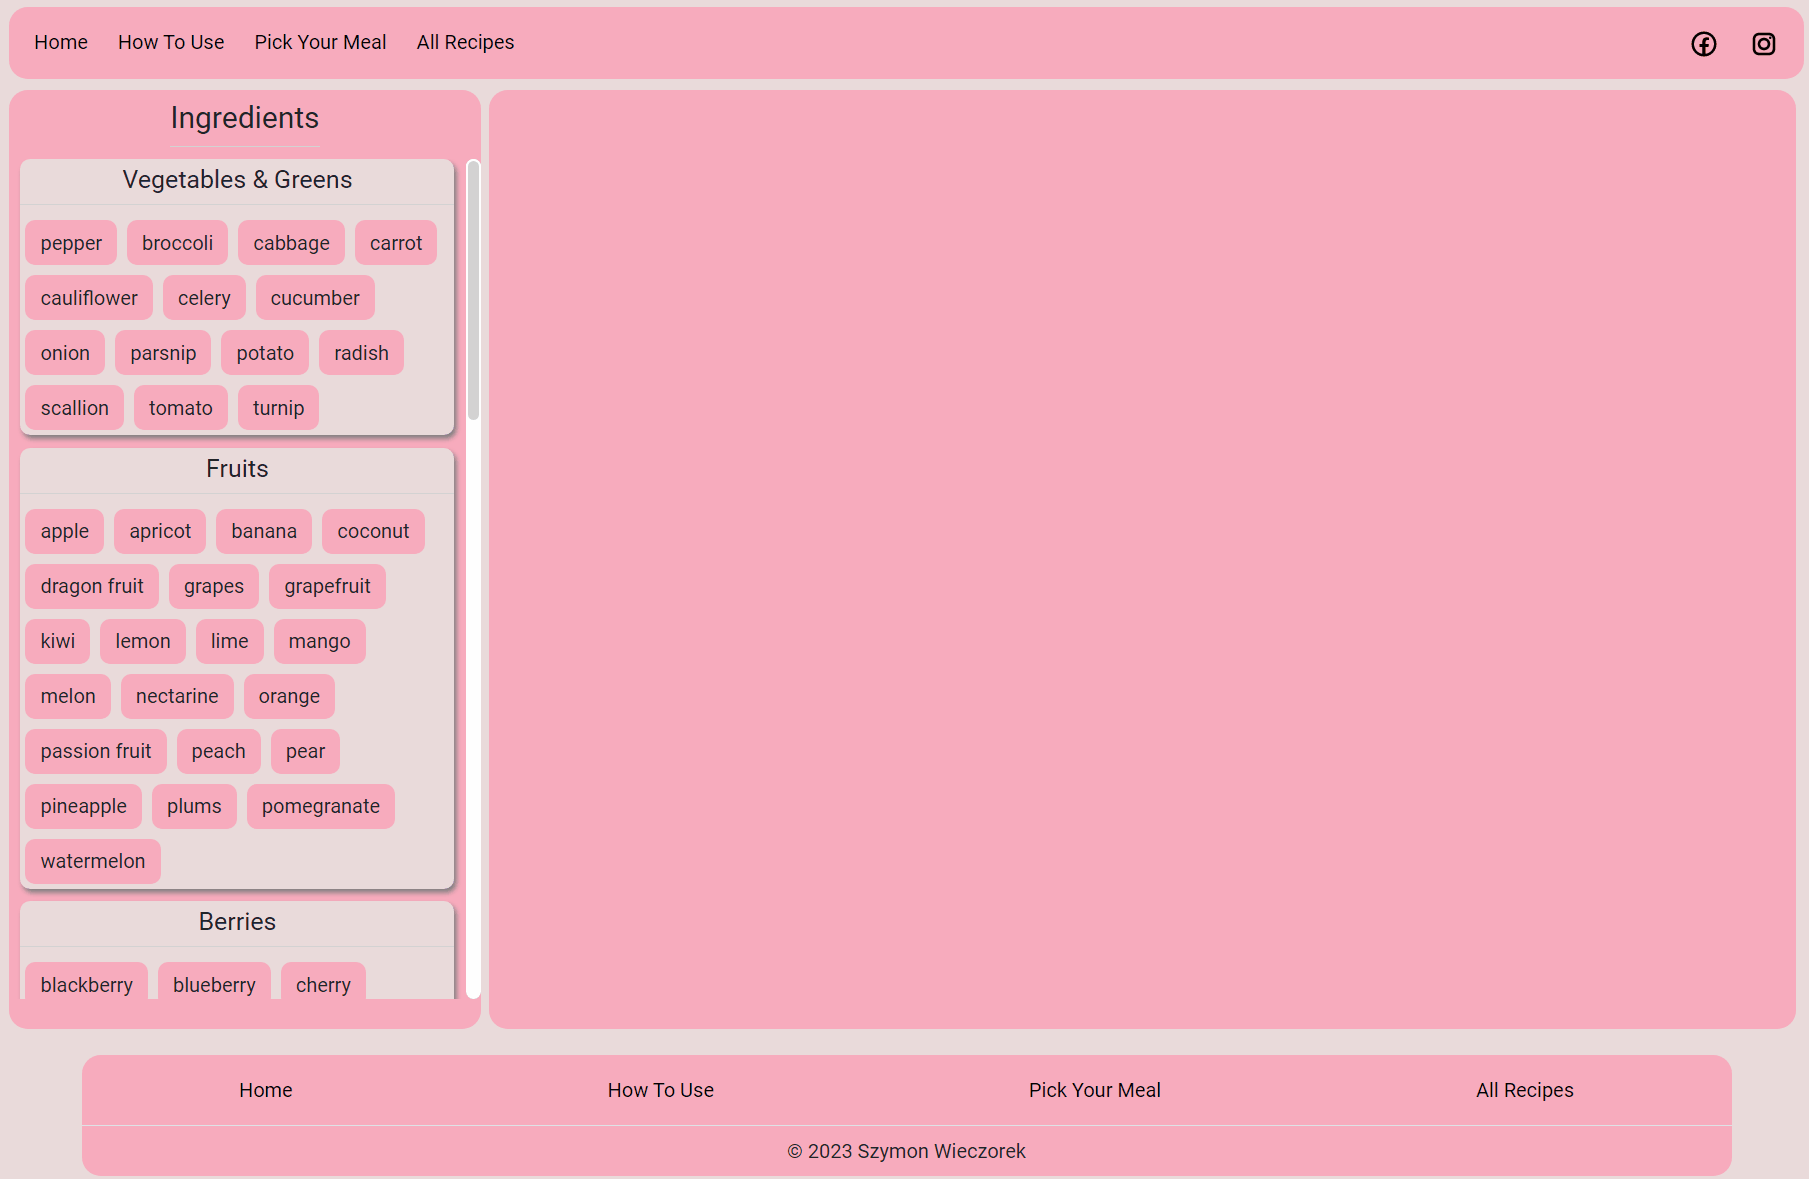 Home How To Use Pick Your Meal All Recipes
Ingredients
Vegetables & Greens
pepper broccoli cabbage carrot
cauliflower celery cucumber
onion parsnip potato radish
scallion tomato turnip
Fruits
apple apricot banana coconut
dragon fruit grapes grapefruit
kiwi lemon lime mango
melon nectarine orange
passion fruit peach pear
pineapple plums pomegranate
watermelon
Berries
blackberry blueberry cherry
Home How To Use Pick Your Meal All Recipes
© 2023 Szymon Wieczorek